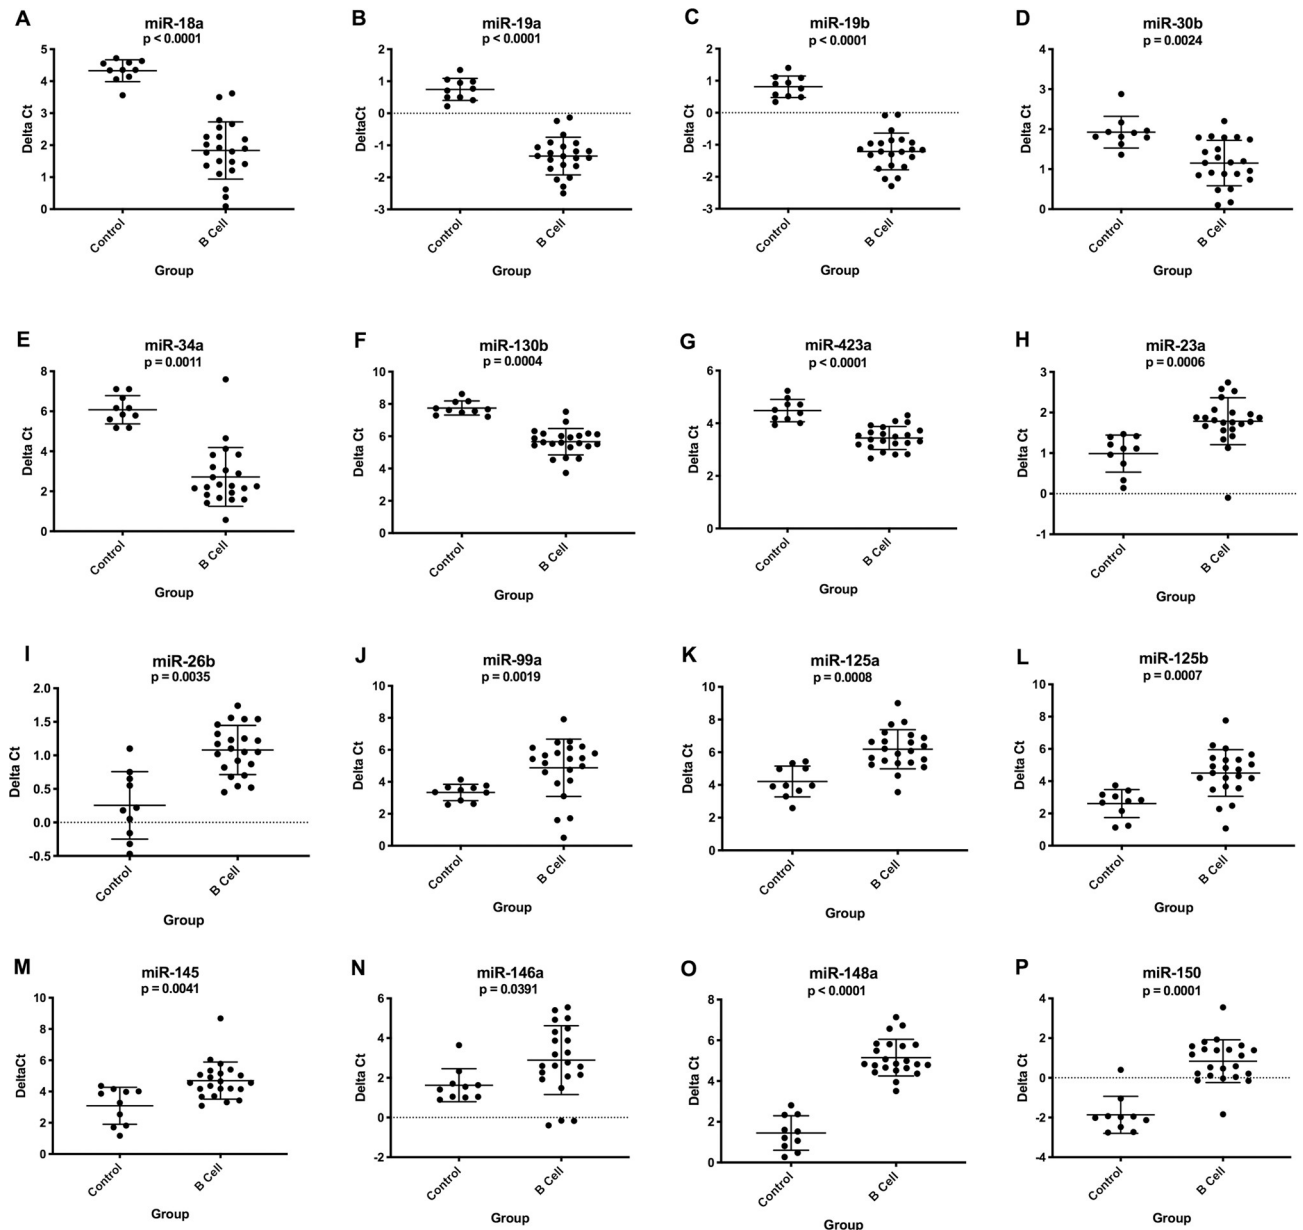 A
miR-18a
p < 0.0001
Delta Ct
5
4
3
2
1
0
Control
B Cell
Group
B
miR-19a
p < 0.0001
DeltaCt
2
1
0
-1
-2
-3
Control
B Cell
Group
C
miR-19b
p < 0.0001
Delta Ct
2
1
0
-1
-2
-3
Control
B Cell
Group
D
miR-30b
p = 0.0024
Delta Ct
4
3
2
1
0
Control
B Cell
Group
E
miR-34a
p = 0.0011
Delta Ct
8
6
4
2
0
Control
B Cell
Group
F
miR-130b
p = 0.0004
Delta Ct
10
8
6
4
2
0
Control
B Cell
Group
G
miR-423a
p < 0.0001
Delta Ct
6
4
2
0
Control
B Cell
Group
H
miR-23a
p = 0.0006
Delta Ct
3
2
1
0
-1
Control
B Cell
Group
I
miR-26b
p = 0.0035
Delta Ct
2.0
1.5
1.0
0.5
0.0
-0.5
Control
B Cell
Group
J
miR-99a
p = 0.0019
Delta Ct
10
8
6
4
2
0
Control
B Cell
Group
K
miR-125a
p = 0.0008
Delta Ct
10
8
6
4
2
0
Control
B Cell
Group
L
miR-125b
p = 0.0007
Delta Ct
10
8
6
4
2
0
Control
B Cell
Group
M
miR-145
p = 0.0041
DeltaCt
10
8
6
4
2
0
Control
B Cell
Group
N
miR-146a
p = 0.0391
Delta Ct
6
4
2
0
-2
Control
B Cell
Group
O
miR-148a
p < 0.0001
Delta Ct
8
6
4
2
0
Control
B Cell
Group
P
miR-150
p = 0.0001
Delta Ct
4
2
0
-2
-4
Control
B Cell
Group